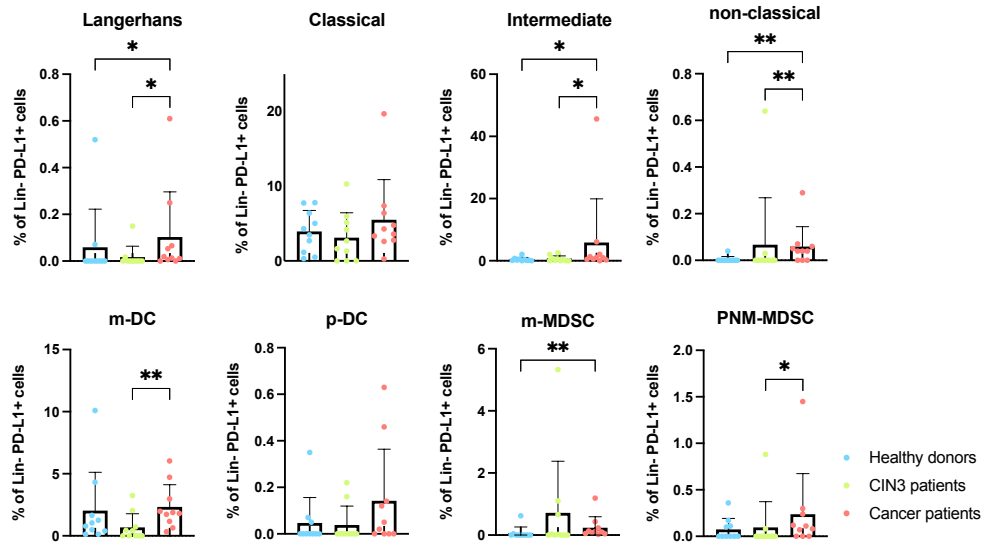 Langerhans
Classical
Intermediate
non-classical
% of Lin- PD-L1+ cells
0.8
0.6
0.4
0.2
0.0
*
*
% of Lin- PD-L1+ cells
20
10
0
% of Lin- PD-L1+ cells
60
40
20
0
*
*
% of Lin- PD-L1+ cells
0.8
0.6
0.4
0.2
0.0
**
**
m-DC
p-DC
m-MDSC
PNM-MDSC
% of Lin- PD-L1+ cells
15
10
5
0
**
% of Lin- PD-L1+ cells
0.8
0.6
0.4
0.2
0.0
% of Lin- PD-L1+ cells
6
4
2
0
**
% of Lin- PD-L1+ cells
2.0
1.5
1.0
0.5
0.0
*
Healthy donors
CIN3 patients
Cancer patients